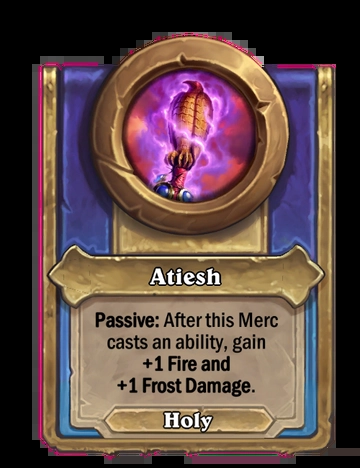 Atiesh
Passive: After this Merc
casts an ability, gain
+1 Fire and
+1 Frost Damage.
Holy